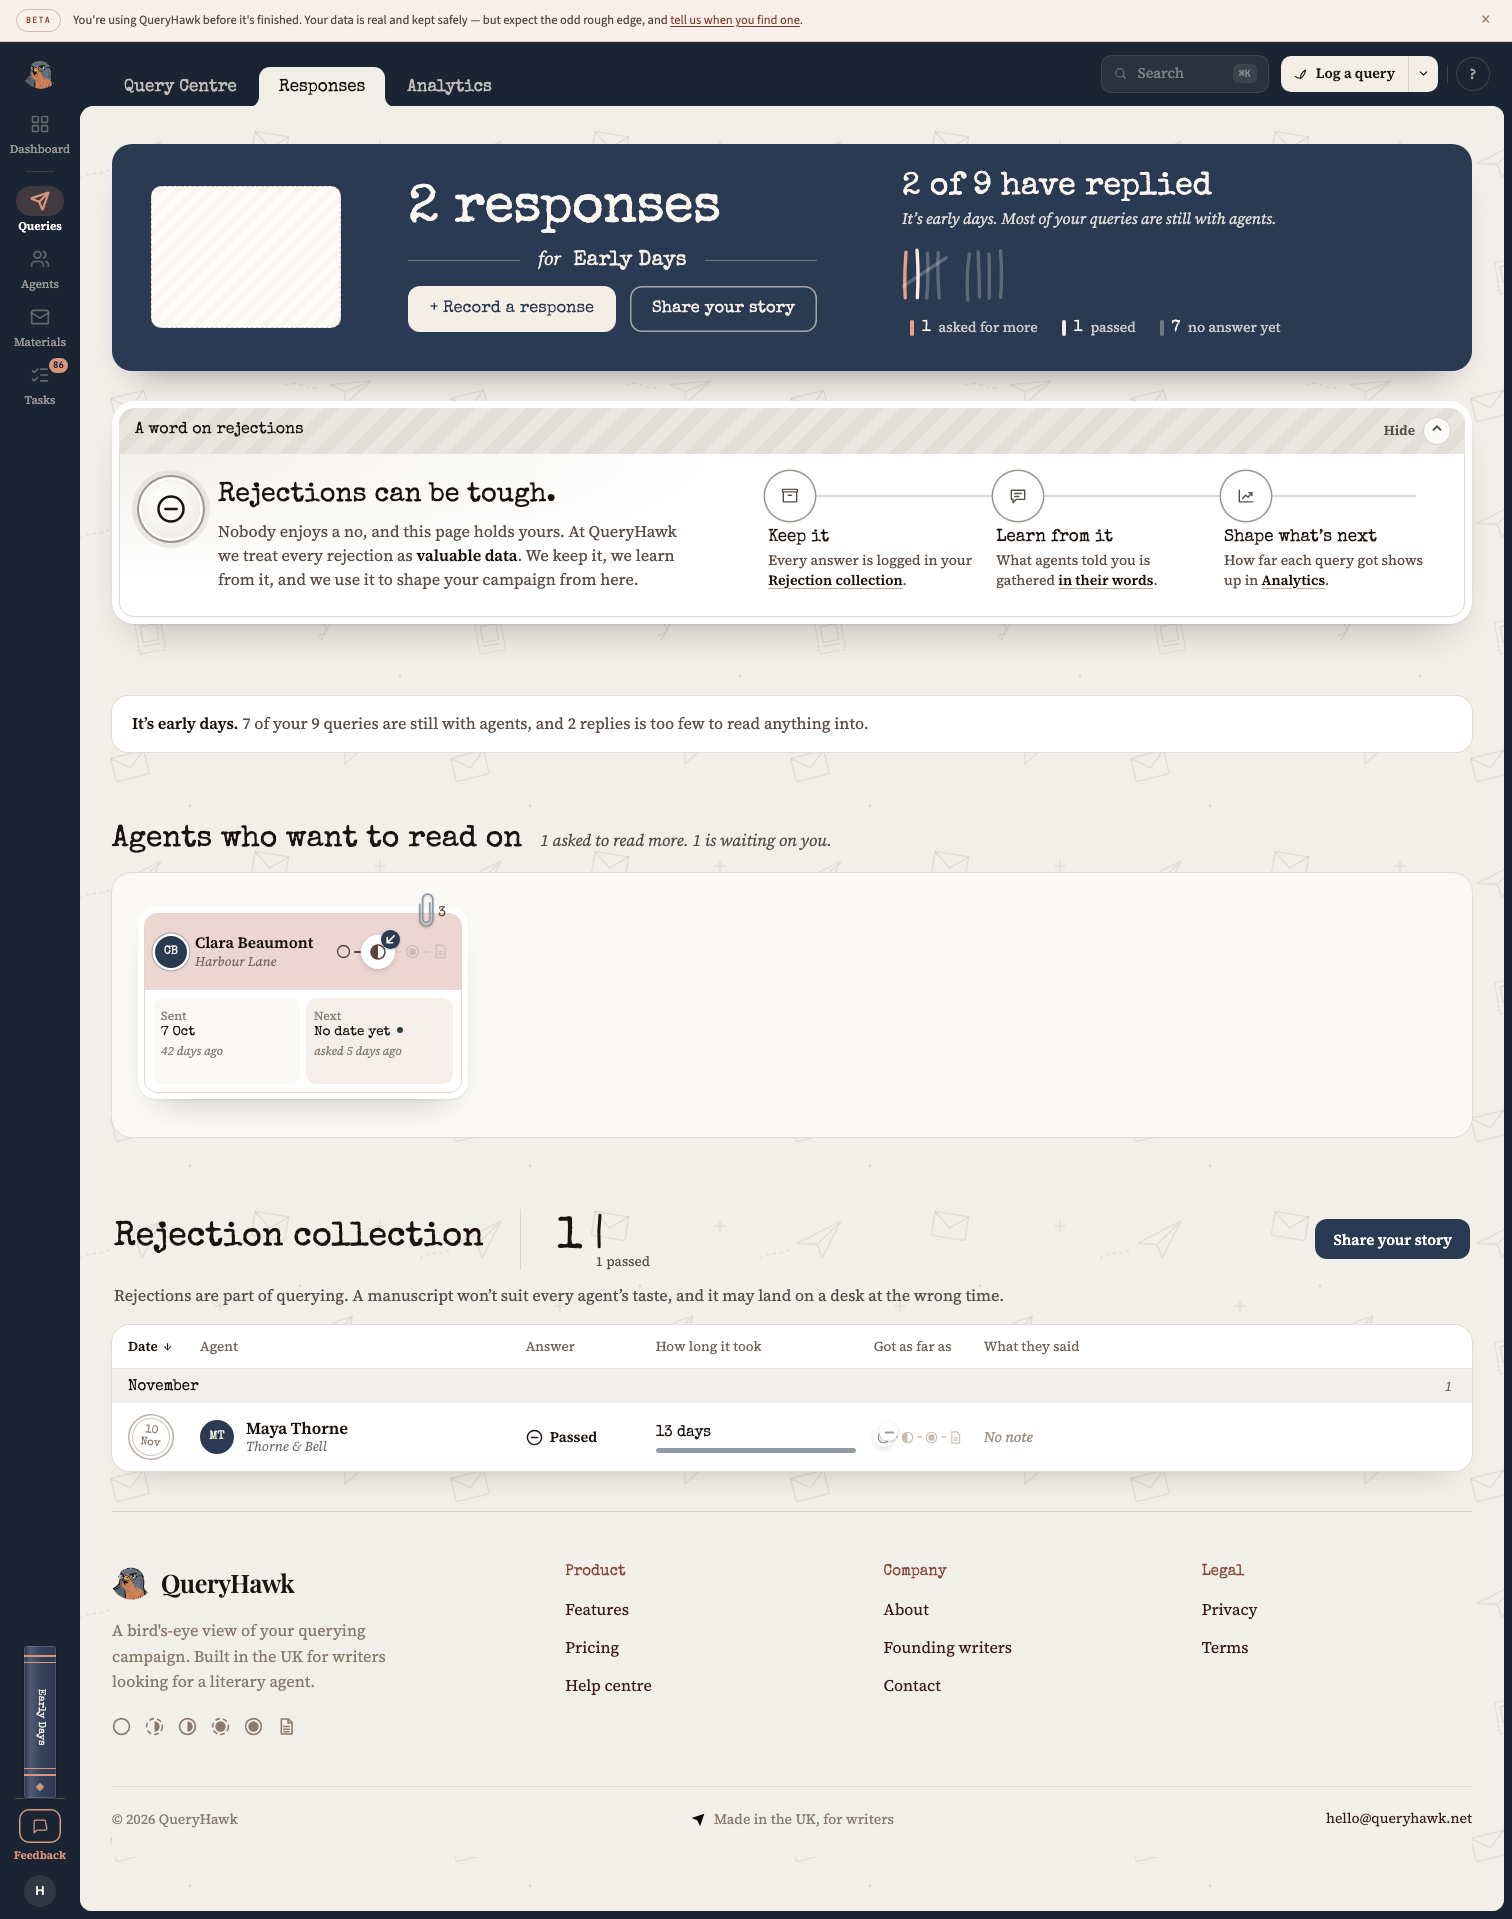 BETA
You're using QueryHawk before it's finished. Your data is real and kept safely — but expect the odd rough edge, and tell us when you find one.
Query Centre
Responses
Analytics
Search
⌘K
Log a query
?
Dashboard
Queries
Agents
Materials
86
Tasks
2 responses
for Early Days
+ Record a response
Share your story
2 of 9 have replied
It's early days. Most of your queries are still with agents.
1 asked for more
1 passed
7 no answer yet
A word on rejections
Hide
Rejections can be tough.
Nobody enjoys a no, and this page holds yours. At QueryHawk
we treat every rejection as valuable data. We keep it, we learn
from it, and we use it to shape your campaign from here.
Keep it
Every answer is logged in your
Rejection collection.
Learn from it
What agents told you is
gathered in their words.
Shape what's next
How far each query got shows
up in Analytics.
It's early days. 7 of your 9 queries are still with agents, and 2 replies is too few to read anything into.
Agents who want to read on
1 asked to read more. 1 is waiting on you.
3
CB
Clara Beaumont
Harbour Lane
Sent
7 Oct
42 days ago
Next
No date yet
asked 5 days ago
Rejection collection
1
1 passed
Share your story
Rejections are part of querying. A manuscript won't suit every agent's taste, and it may land on a desk at the wrong time.
Date ↓
Agent
Answer
How long it took
Got as far as
What they said
November
1
10
Nov
MT
Maya Thorne
Thorne & Bell
Passed
13 days
No note
QueryHawk
A bird's-eye view of your querying
campaign. Built in the UK for writers
looking for a literary agent.
Product
Features
Pricing
Help centre
Company
About
Founding writers
Contact
Legal
Privacy
Terms
Early Days
Feedback
H
© 2026 QueryHawk
Made in the UK, for writers
hello@queryhawk.net